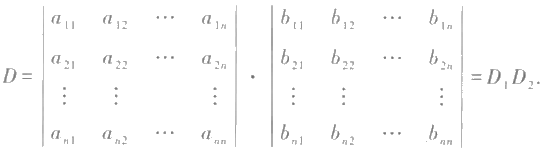 D = | a₁₁ a₁₂ ⋯ a₁ₙ | · | b₁₁ b₁₂ ⋯ b₁ₙ | = D₁D₂.
| a₂₁ a₂₂ ⋯ a₂ₙ | | b₂₁ b₂₂ ⋯ b₂ₙ |
| ⋮ ⋮ ⋮ | | ⋮ ⋮ ⋮ |
| aₙ₁ aₙ₂ ⋯ aₙₙ | | bₙ₁ bₙ₂ ⋯ bₙₙ |